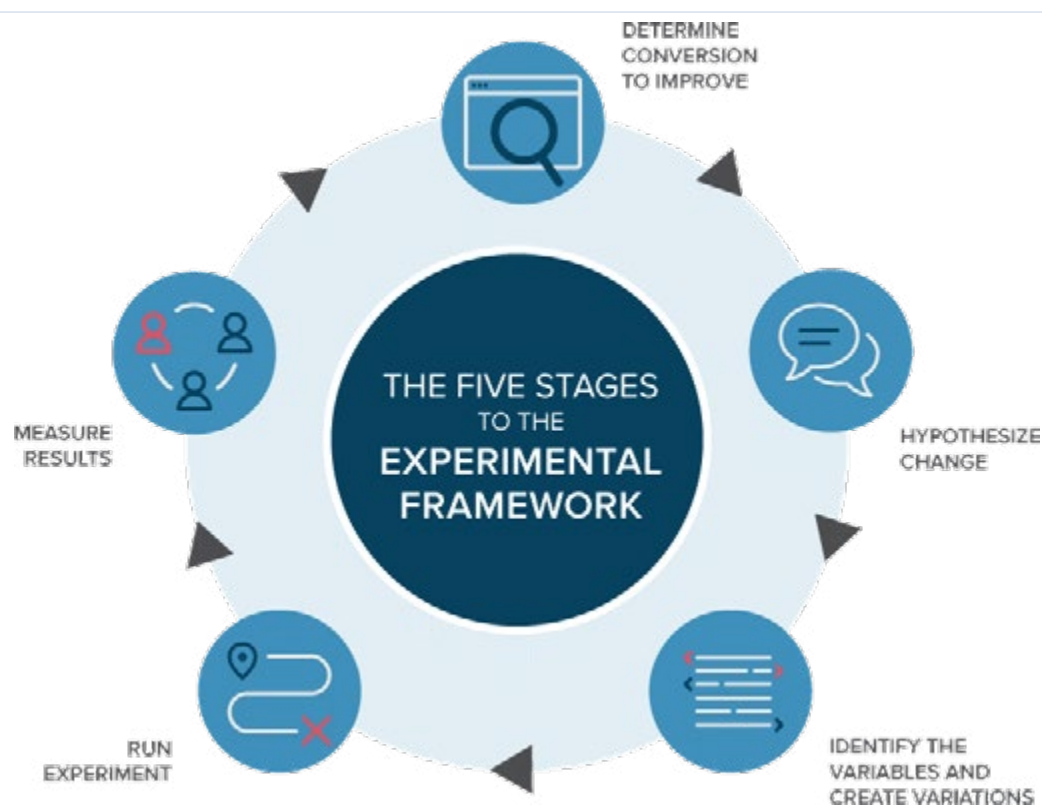 DETERMINE
CONVERSION
TO IMPROVE
THE FIVE STAGES
TO THE
EXPERIMENTAL
FRAMEWORK
HYPOTHESIZE
CHANGE
IDENTIFY THE
VARIABLES AND
CREATE VARIATIONS
RUN
EXPERIMENT
MEASURE
RESULTS